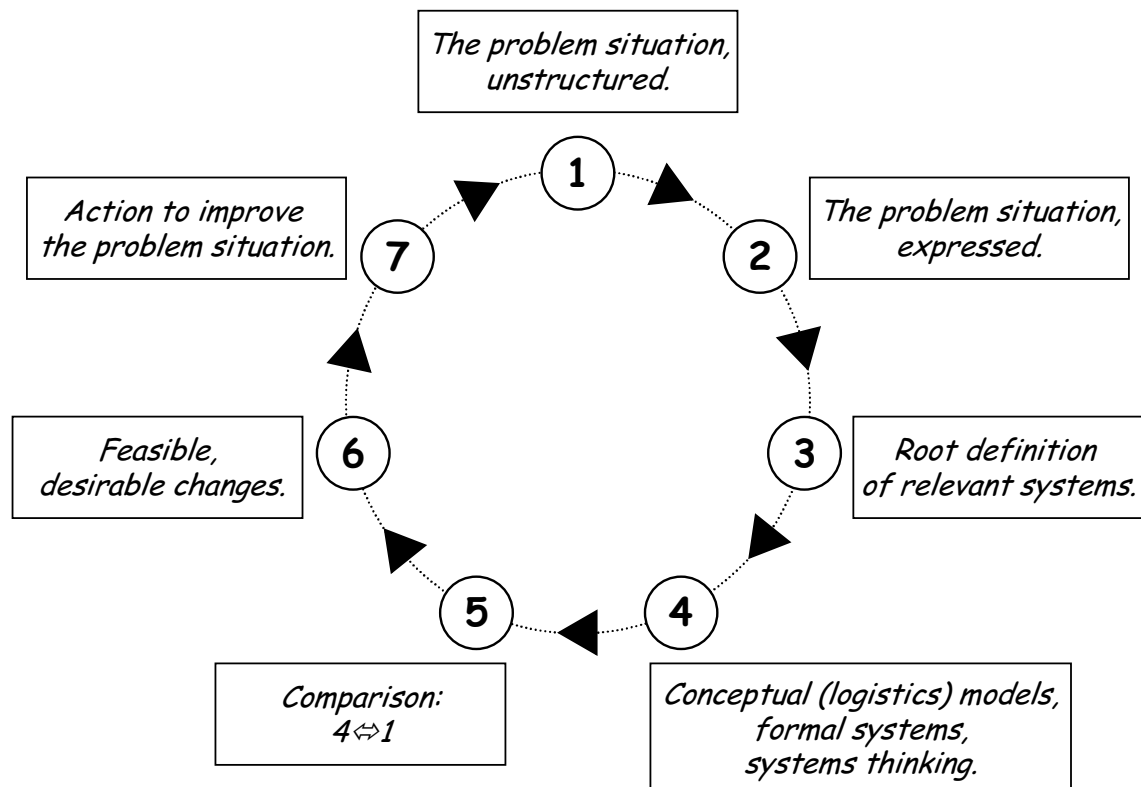 The problem situation,
unstructured.
1
2
The problem situation,
expressed.
3
Root definition
of relevant systems.
4
Conceptual (logistics) models,
formal systems,
systems thinking.
5
Comparison:
4⇔1
6
Feasible,
desirable changes.
7
Action to improve
the problem situation.